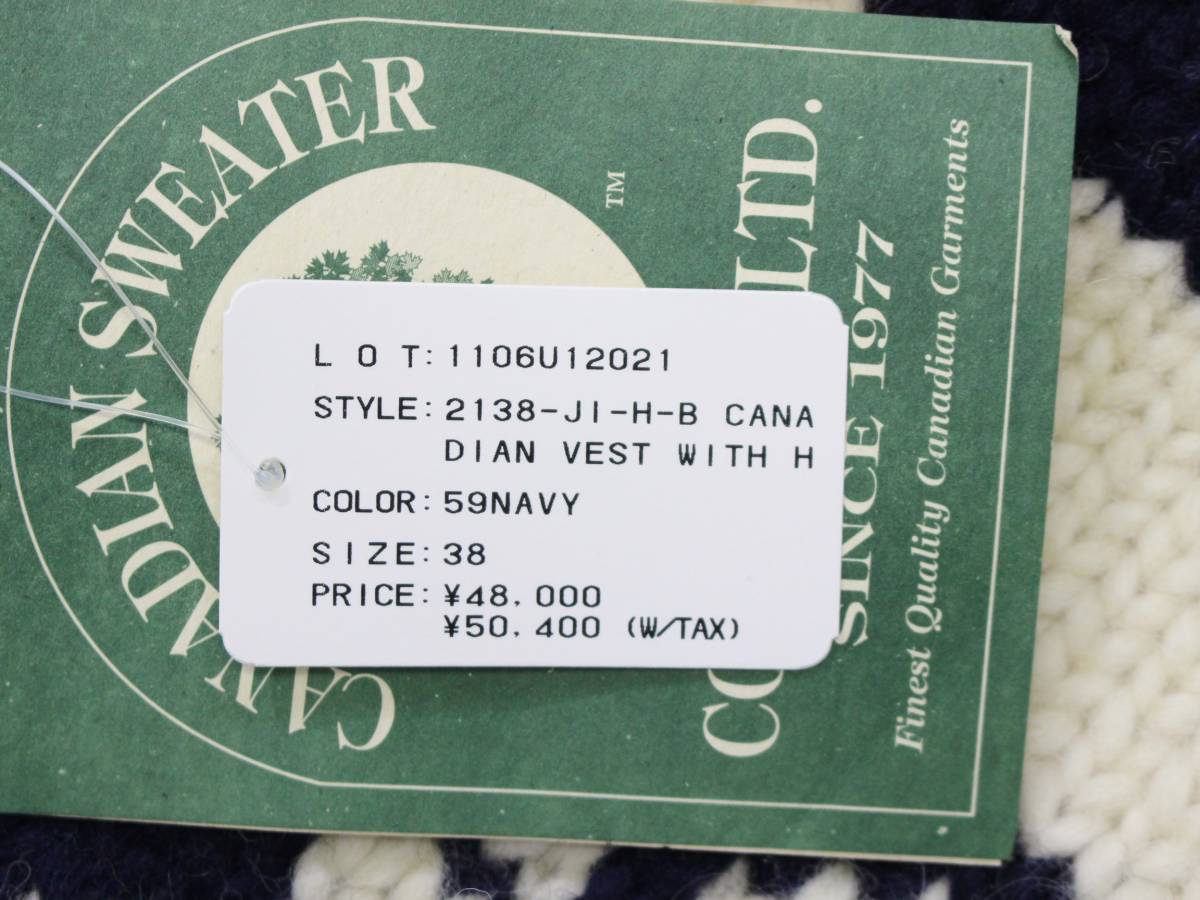 CANADIAN SWEATER
TM
LTD.
SINCE 1977
Finest Quality Canadian Garments
L O T: 1106U12021
STYLE: 2138-JI-H-B CANA
DIAN VEST WITH H
COLOR: 59NAVY
SIZE: 38
PRICE: ¥48,000
¥50,400 (W/TAX)